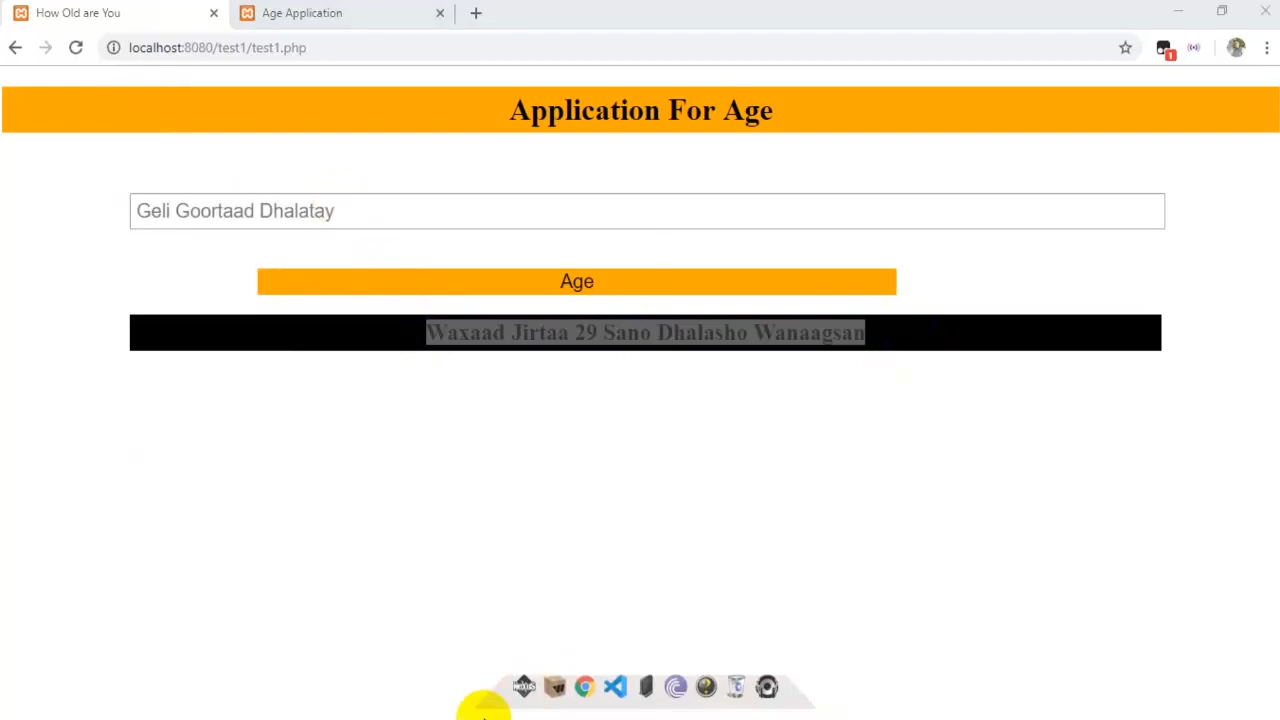 How Old are You
Age Application
localhost:8080/test1/test1.php
1
Application For Age
Geli Goortaad Dhalatay
Age
Waxaad Jirtaa 29 Sano Dhalasho Wanaagsan